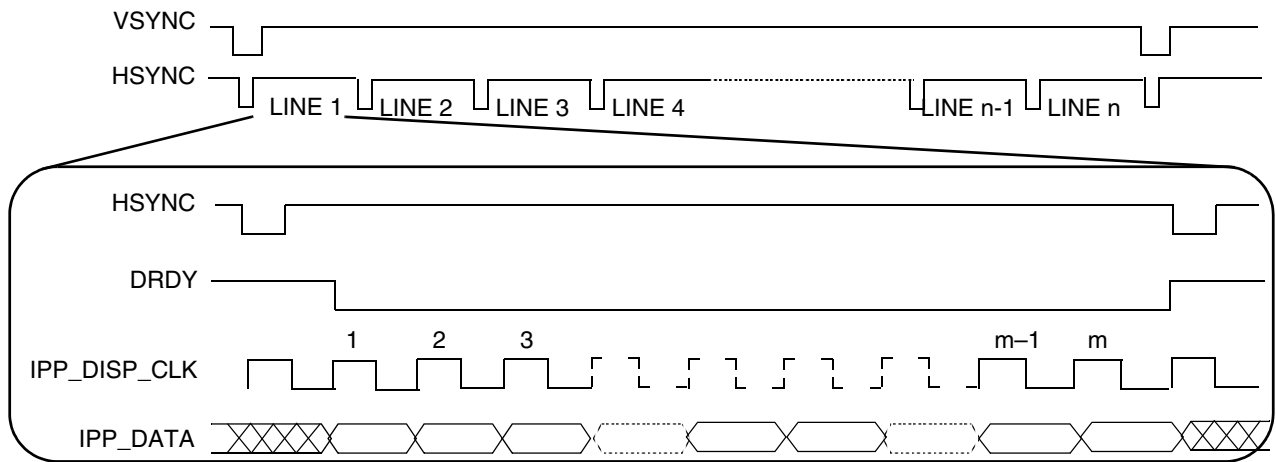 VSYNC
HSYNC
LINE 1 LINE 2 LINE 3 LINE 4 LINE n-1 LINE n
HSYNC
DRDY
1 2 3 m–1 m
IPP_DISP_CLK
IPP_DATA